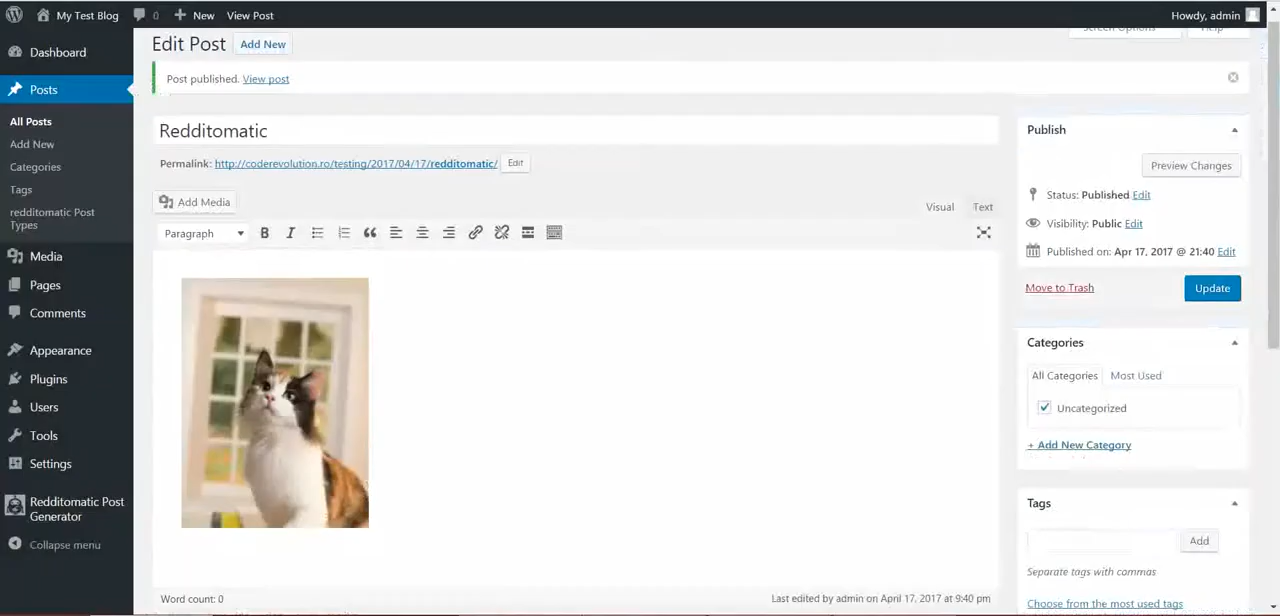 My Test Blog 0 New View Post Howdy, admin
Dashboard
Posts
All Posts
Add New
Categories
Tags
redditomatic Post
Types
Media
Pages
Comments
Appearance
Plugins
Users
Tools
Settings
Redditomatic Post
Generator
Collapse menu
Screen Options Help
Edit Post Add New
Post published. View post
Redditomatic
Permalink: http://coderevolution.ro/testing/2017/04/17/redditomatic/ Edit
Add Media
Visual Text
Paragraph B I
Word count: 0 Last edited by admin on April 17, 2017 at 9:40 pm
Publish
Preview Changes
Status: Published Edit
Visibility: Public Edit
Published on: Apr 17, 2017 @ 21:40 Edit
Move to Trash Update
Categories
All Categories Most Used
Uncategorized
+ Add New Category
Tags
Add
Separate tags with commas
Choose from the most used tags